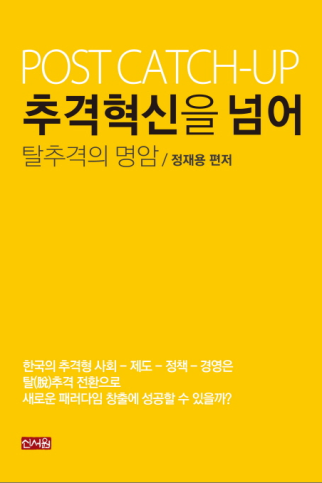 POST CATCH-UP
추격혁신을 넘어
탈추격의 명암 / 정재용 편저
한국의 추격형 사회 - 제도 - 정책 - 경영은
탈(脫)추격 전환으로
새로운 패러다임 창출에 성공할 수 있을까?
신서원